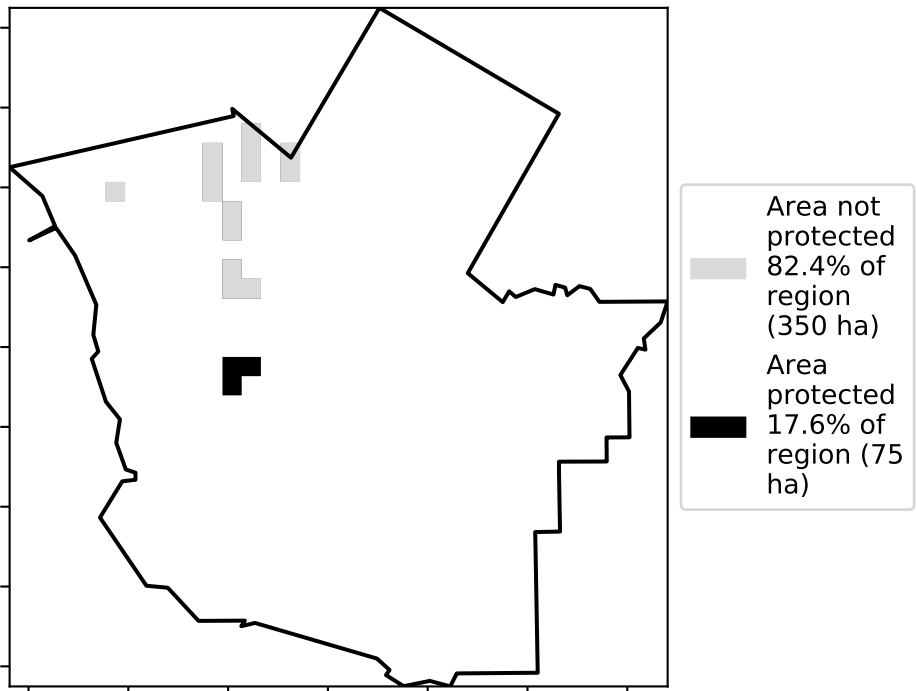 Area not
protected
82.4% of
region
(350 ha)
Area
protected
17.6% of
region (75
ha)